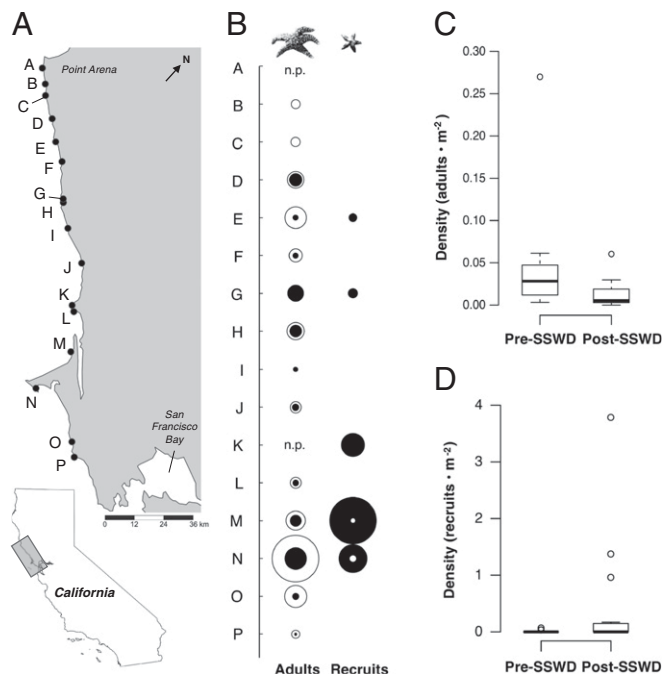 A
Point Arena
N
A
B
C
D
E
F
G
H
I
J
K
L
M
N
O
P
San
Francisco
Bay
0 12 24 36 km
California
B
A n.p.
B
C
D
E
F
G
H
I
J
K n.p.
L
M
N
O
P
Adults Recruits
C
Density (adults • m-2)
0.30
0.25
0.20
0.15
0.10
0.05
0.00
Pre-SSWD Post-SSWD
D
Density (recruits • m-2)
4
3
2
1
0
Pre-SSWD Post-SSWD